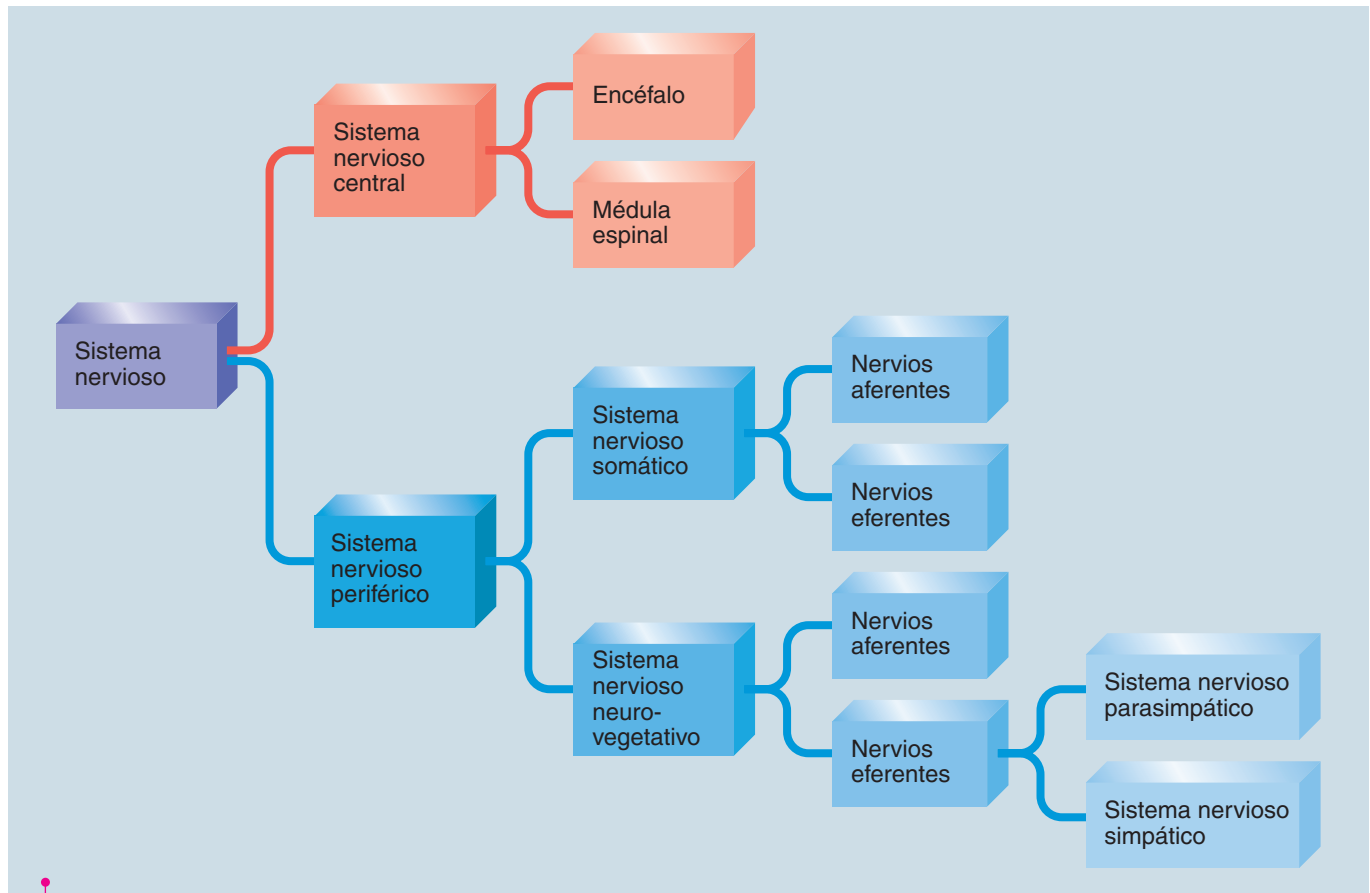 Encéfalo
Sistema
nervioso
central
Médula
espinal
Sistema
nervioso
Nervios
aferentes
Sistema
nervioso
somático
Nervios
eferentes
Sistema
nervioso
periférico
Nervios
aferentes
Sistema
nervioso
neuro-
vegetativo
Sistema nervioso
parasimpático
Nervios
eferentes
Sistema nervioso
simpático